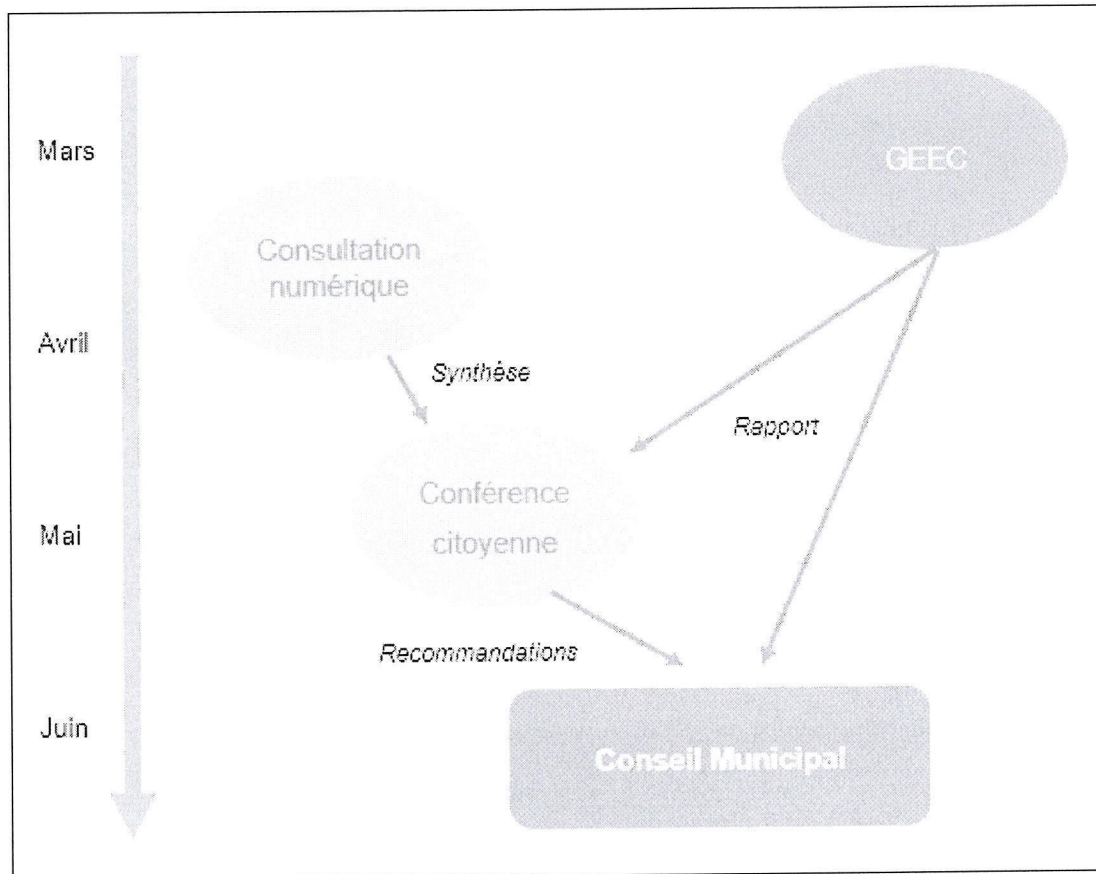 Mars
GEEC
Consultation
numérique
Avril
Synthèse
Rapport
Conférence
citoyenne
Mai
Recommandations
Juin
Conseil Municipal